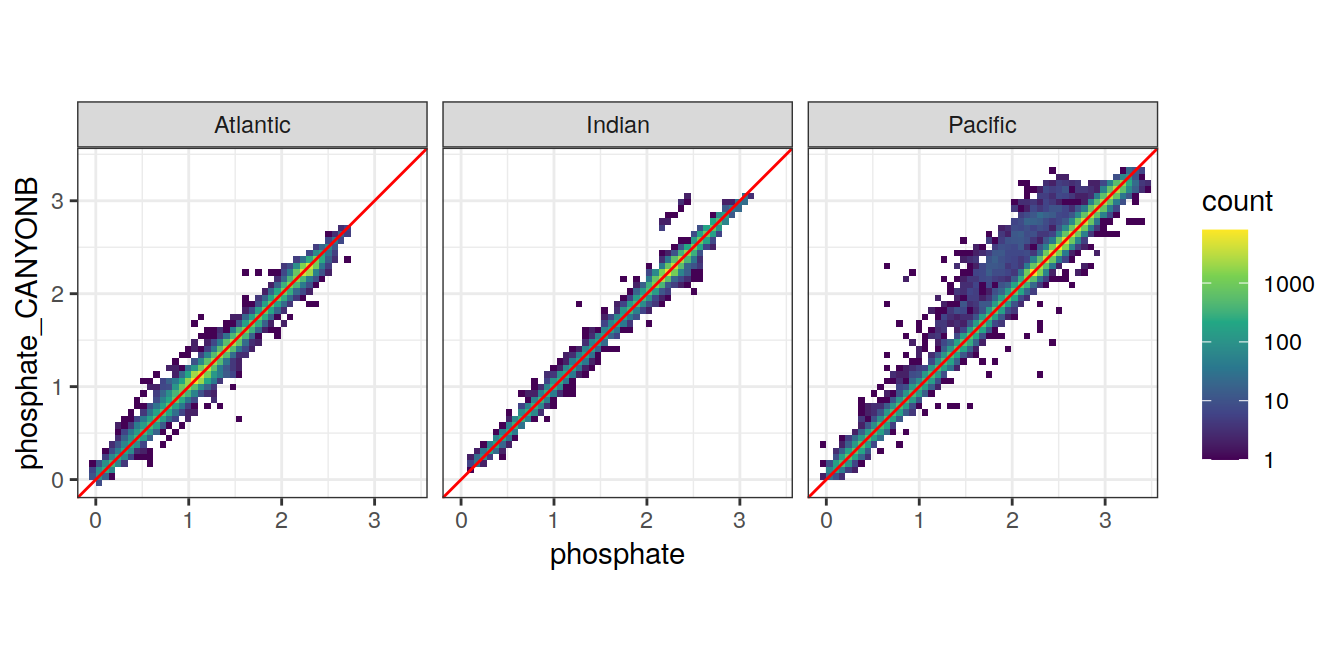 Atlantic Indian Pacific
phosphate_CANYONB
3
2
1
0
0 1 2 3 0 1 2 3 0 1 2 3
phosphate
count
1000
100
10
1